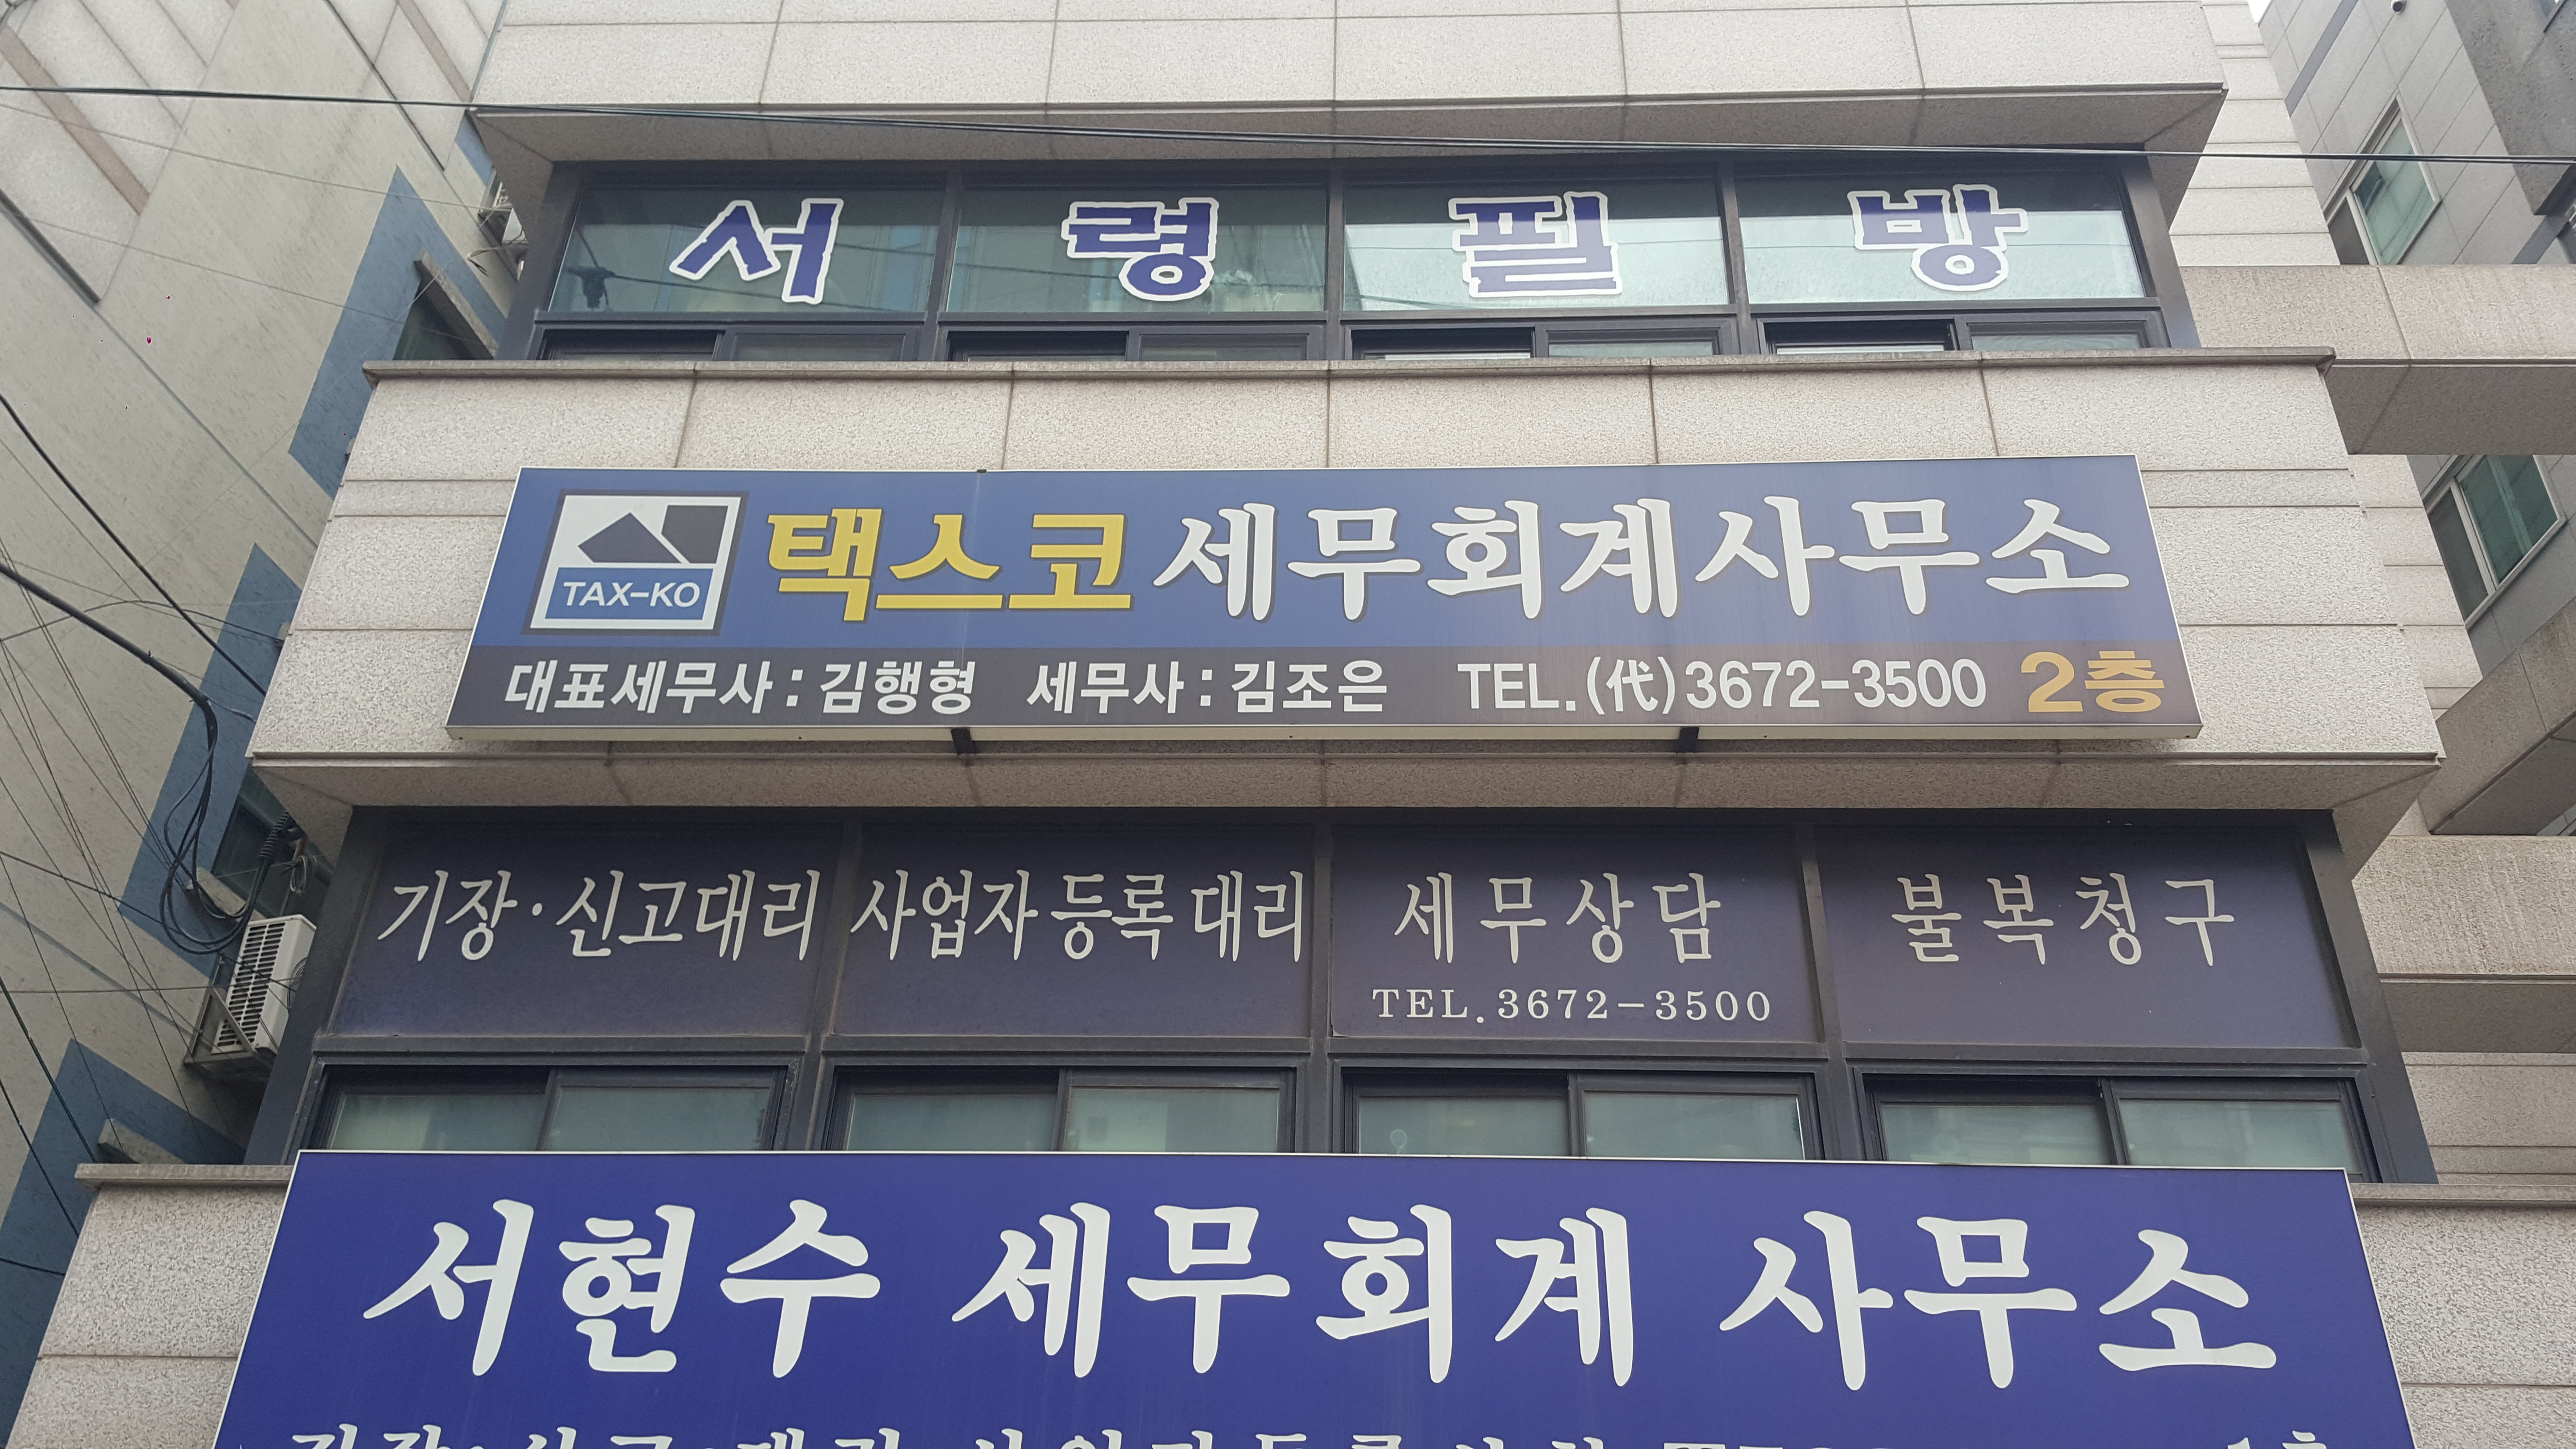 서령필방
TAX-KO
택스코세무회계사무소
대표세무사:김행형 세무사:김조은 TEL.(代)3672-3500 2층
기장·신고대리 사업자등록대리 세무상담 불복청구
TEL.3672-3500
서현수 세무회계 사무소